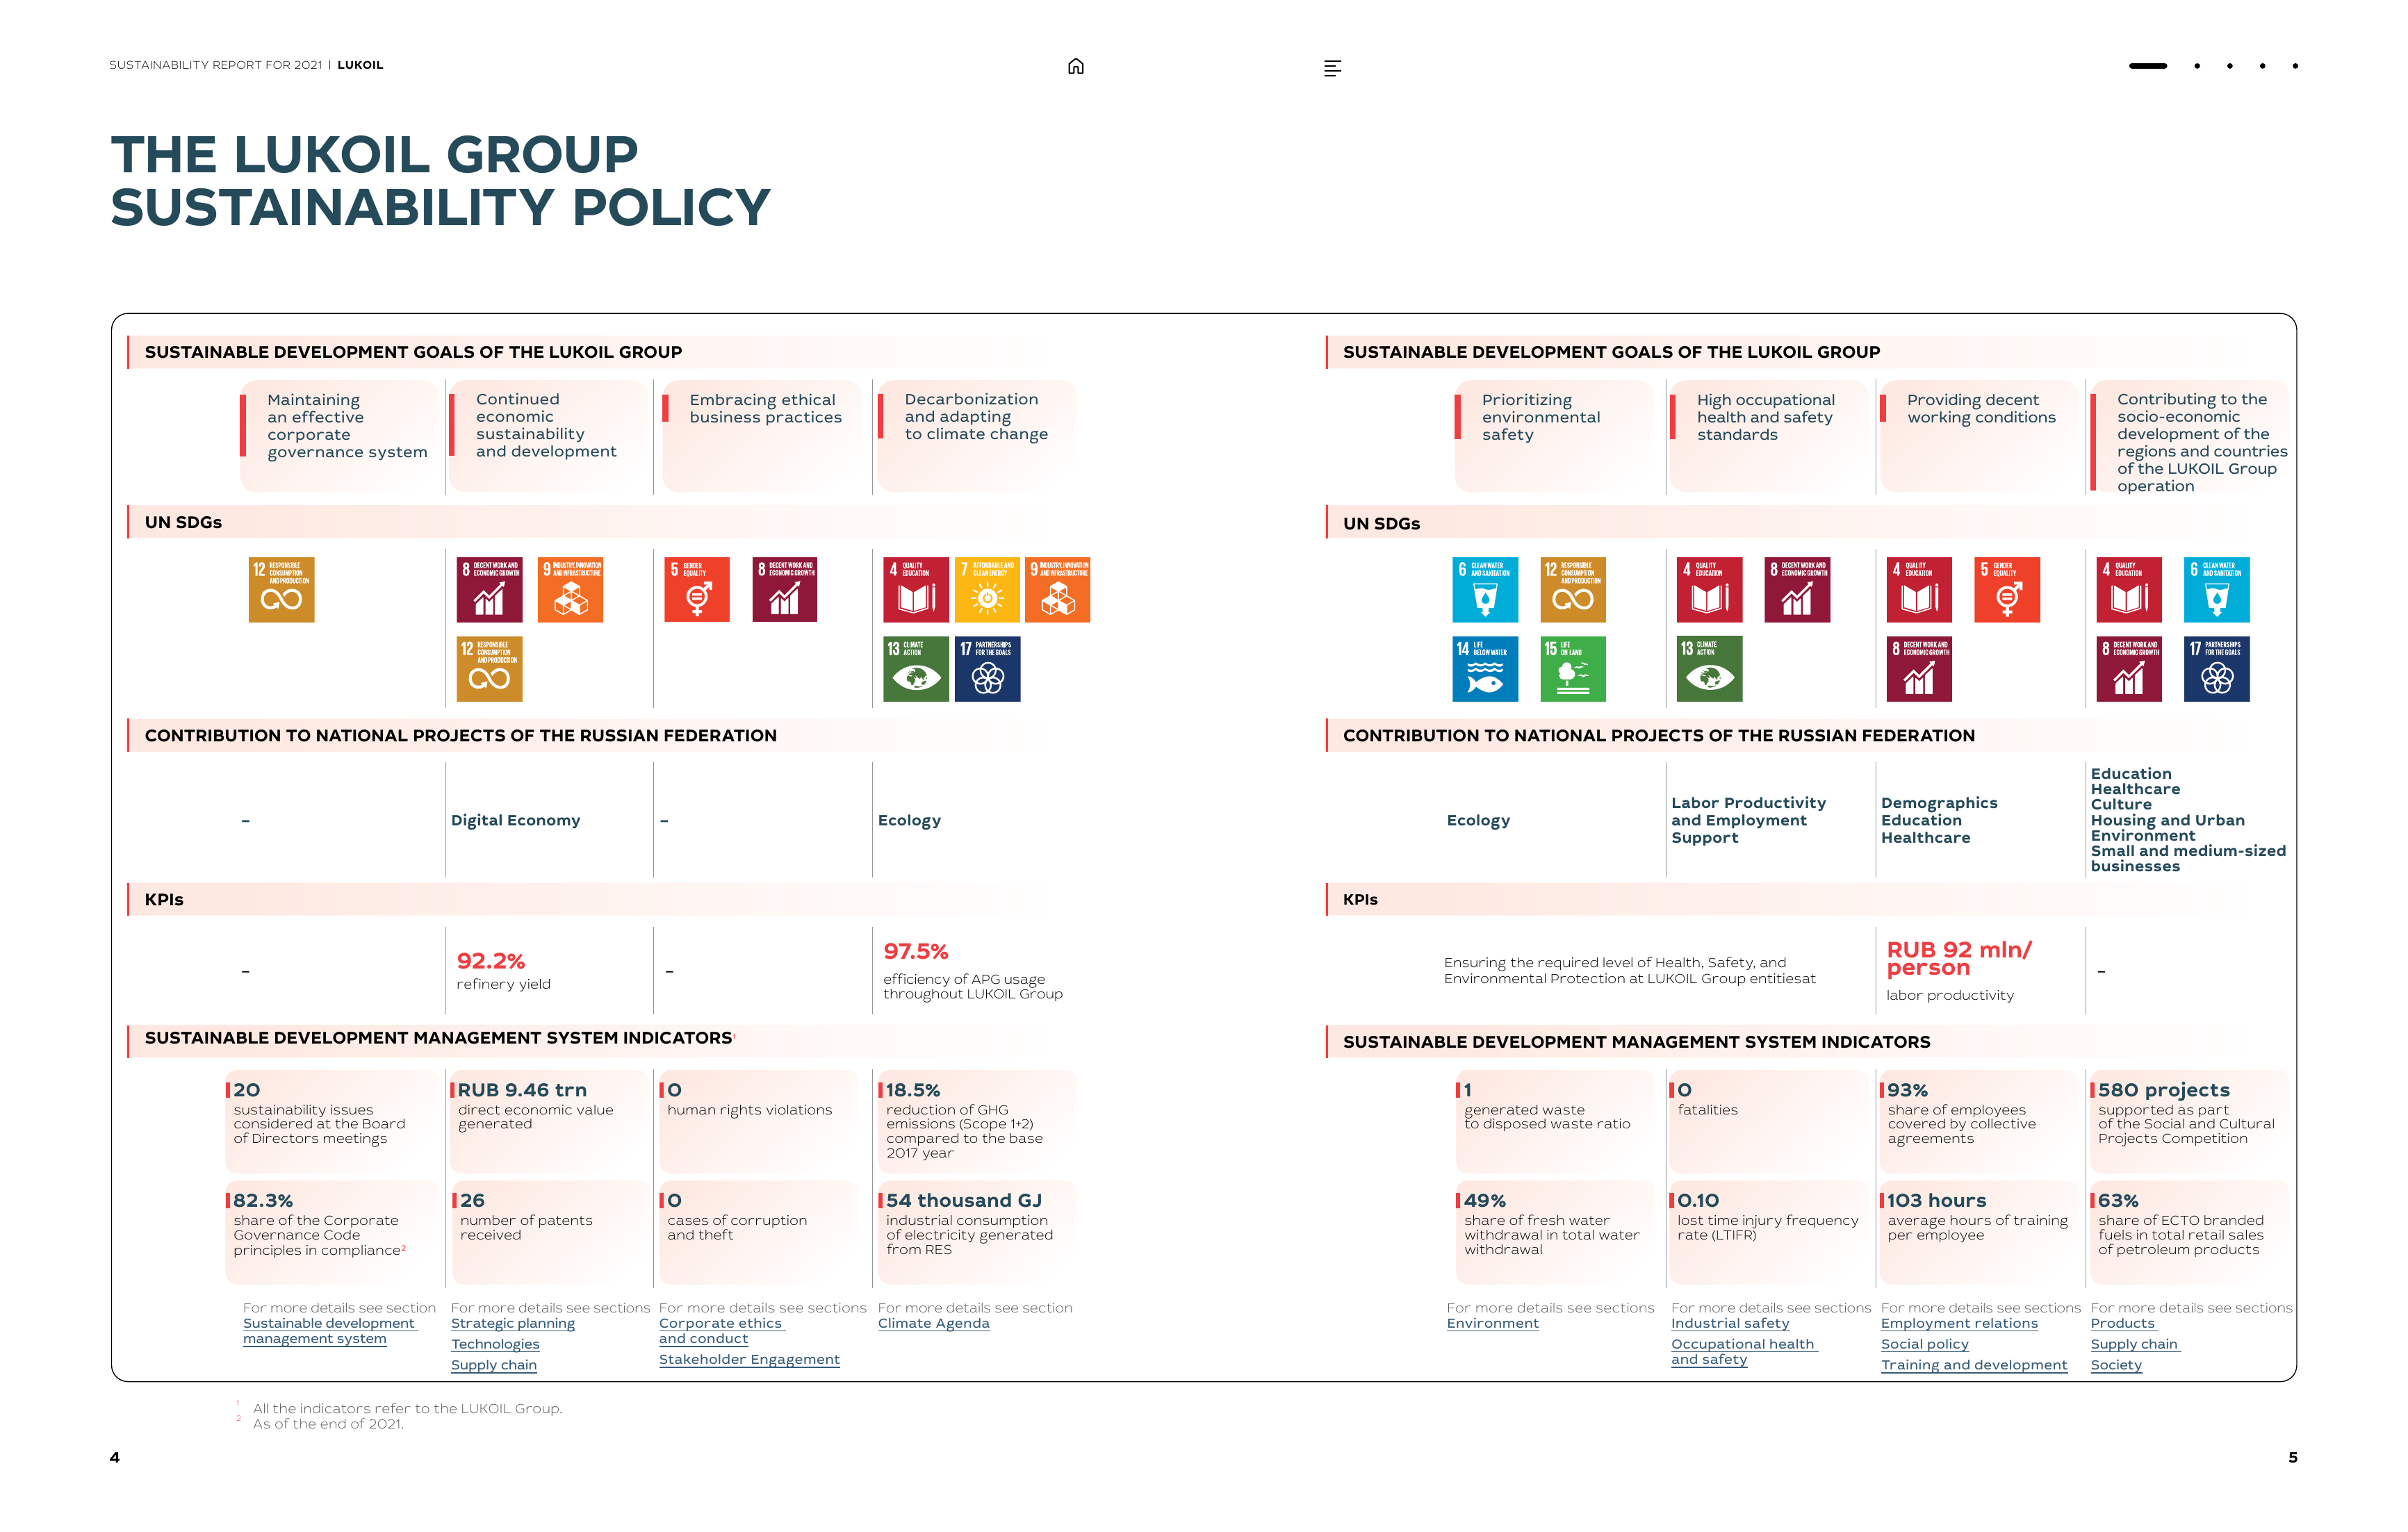 SUSTAINABILITY REPORT FOR 2021 | LUKOIL
THE LUKOIL GROUP
SUSTAINABILITY POLICY
SUSTAINABLE DEVELOPMENT GOALS OF THE LUKOIL GROUP
Maintaining
an effective
corporate
governance system
Continued
economic
sustainability
and development
Embracing ethical
business practices
Decarbonization
and adapting
to climate change
UN SDGs
12 RESPONSIBLE
CONSUMPTION
AND PRODUCTION
8 DECENT WORK AND
ECONOMIC GROWTH
9 INDUSTRY, INNOVATION
AND INFRASTRUCTURE
12 RESPONSIBLE
CONSUMPTION
AND PRODUCTION
5 GENDER
EQUALITY
8 DECENT WORK AND
ECONOMIC GROWTH
4 QUALITY
EDUCATION
7 AFFORDABLE AND
CLEAN ENERGY
9 INDUSTRY, INNOVATION
AND INFRASTRUCTURE
13 CLIMATE
ACTION
17 PARTNERSHIPS
FOR THE GOALS
CONTRIBUTION TO NATIONAL PROJECTS OF THE RUSSIAN FEDERATION
–
Digital Economy
–
Ecology
KPIs
–
92.2%
refinery yield
–
97.5%
efficiency of APG usage
throughout LUKOIL Group
SUSTAINABLE DEVELOPMENT MANAGEMENT SYSTEM INDICATORS1
20
sustainability issues
considered at the Board
of Directors meetings
RUB 9.46 trn
direct economic value
generated
0
human rights violations
18.5%
reduction of GHG
emissions (Scope 1+2)
compared to the base
2017 year
82.3%
share of the Corporate
Governance Code
principles in compliance2
26
number of patents
received
0
cases of corruption
and theft
54 thousand GJ
industrial consumption
of electricity generated
from RES
For more details see section
Sustainable development
management system
For more details see sections
Strategic planning
Technologies
Supply chain
For more details see sections
Corporate ethics
and conduct
Stakeholder Engagement
For more details see section
Climate Agenda
1 All the indicators refer to the LUKOIL Group.
2 As of the end of 2021.
4
SUSTAINABLE DEVELOPMENT GOALS OF THE LUKOIL GROUP
Prioritizing
environmental
safety
High occupational
health and safety
standards
Providing decent
working conditions
Contributing to the
socio-economic
development of the
regions and countries
of the LUKOIL Group
operation
UN SDGs
6 CLEAN WATER
AND SANITATION
12 RESPONSIBLE
CONSUMPTION
AND PRODUCTION
14 LIFE
BELOW WATER
15 LIFE
ON LAND
4 QUALITY
EDUCATION
8 DECENT WORK AND
ECONOMIC GROWTH
13 CLIMATE
ACTION
4 QUALITY
EDUCATION
5 GENDER
EQUALITY
8 DECENT WORK AND
ECONOMIC GROWTH
4 QUALITY
EDUCATION
6 CLEAN WATER
AND SANITATION
8 DECENT WORK AND
ECONOMIC GROWTH
17 PARTNERSHIPS
FOR THE GOALS
CONTRIBUTION TO NATIONAL PROJECTS OF THE RUSSIAN FEDERATION
Ecology
Labor Productivity
and Employment
Support
Demographics
Education
Healthcare
Education
Healthcare
Culture
Housing and Urban
Environment
Small and medium-sized
businesses
KPIs
Ensuring the required level of Health, Safety, and
Environmental Protection at LUKOIL Group entitiesat
RUB 92 mln/
person
labor productivity
–
SUSTAINABLE DEVELOPMENT MANAGEMENT SYSTEM INDICATORS
1
generated waste
to disposed waste ratio
0
fatalities
93%
share of employees
covered by collective
agreements
580 projects
supported as part
of the Social and Cultural
Projects Competition
49%
share of fresh water
withdrawal in total water
withdrawal
0.10
lost time injury frequency
rate (LTIFR)
103 hours
average hours of training
per employee
63%
share of ECTO branded
fuels in total retail sales
of petroleum products
For more details see sections
Environment
For more details see sections
Industrial safety
Occupational health
and safety
For more details see sections
Employment relations
Social policy
Training and development
For more details see sections
Products
Supply chain
Society
5